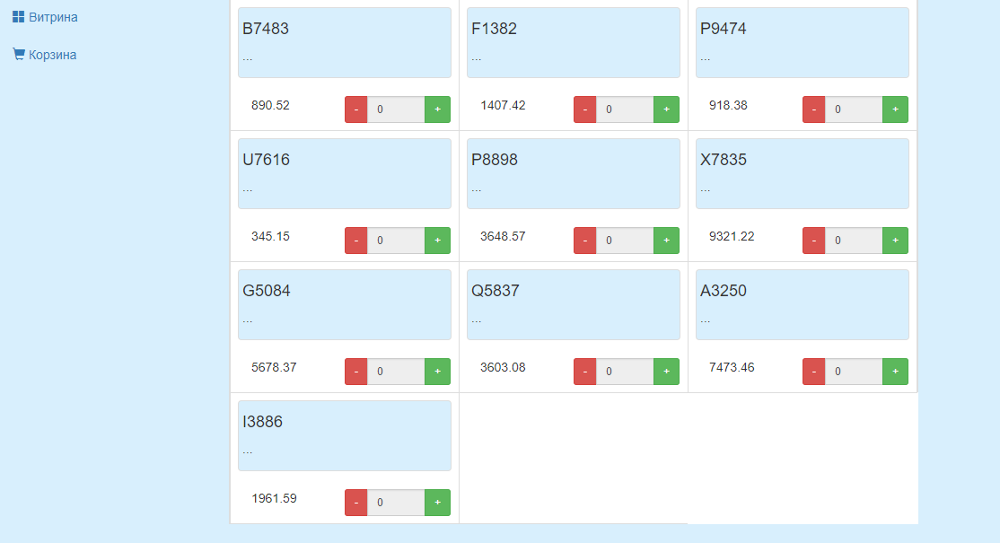 Витрина
Корзина
B7483
...
890.52
- 0 +
F1382
...
1407.42
- 0 +
P9474
...
918.38
- 0 +
U7616
...
345.15
- 0 +
P8898
...
3648.57
- 0 +
X7835
...
9321.22
- 0 +
G5084
...
5678.37
- 0 +
Q5837
...
3603.08
- 0 +
A3250
...
7473.46
- 0 +
I3886
...
1961.59
- 0 +